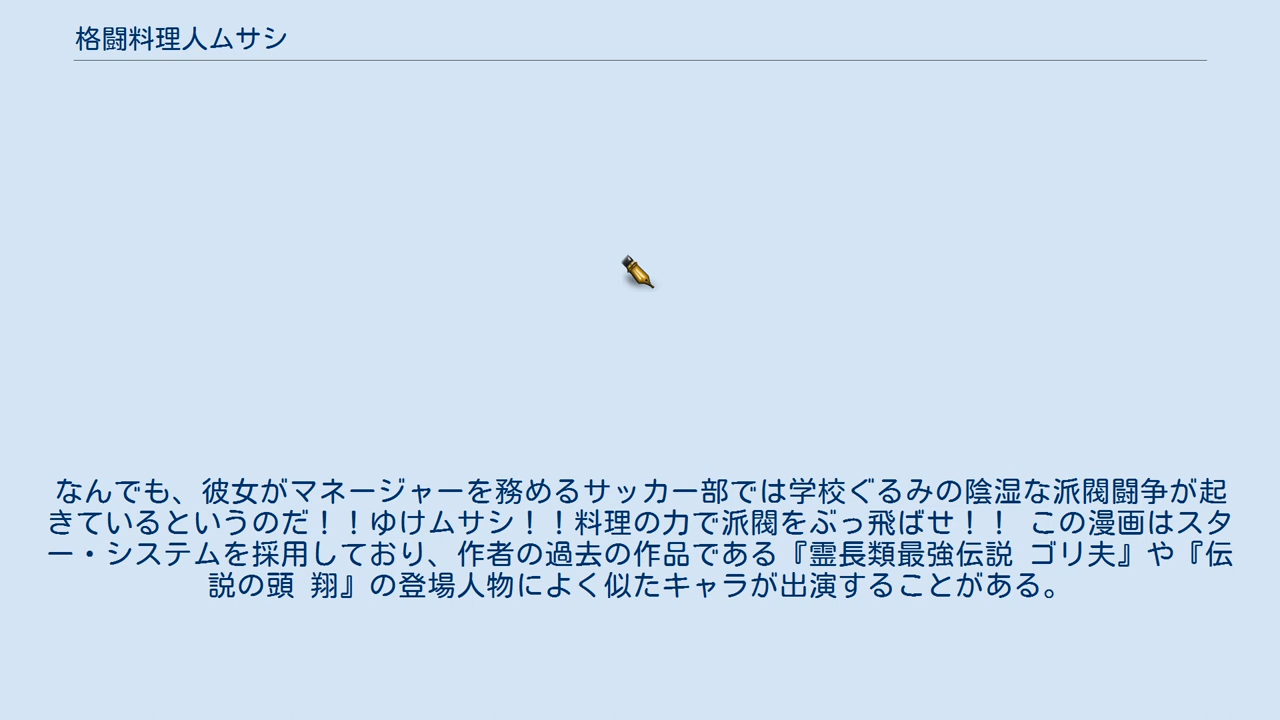 格闘料理人ムサシ
なんでも、彼女がマネージャーを務めるサッカー部では学校ぐるみの陰湿な派閥闘争が起
きているというのだ！！ゆけムサシ！！料理の力で派閥をぶっ飛ばせ！！ この漫画はスタ
ー・システムを採用しており、作者の過去の作品である『霊長類最強伝説 ゴリ夫』や『伝
説の頭 翔』の登場人物によく似たキャラが出演することがある。